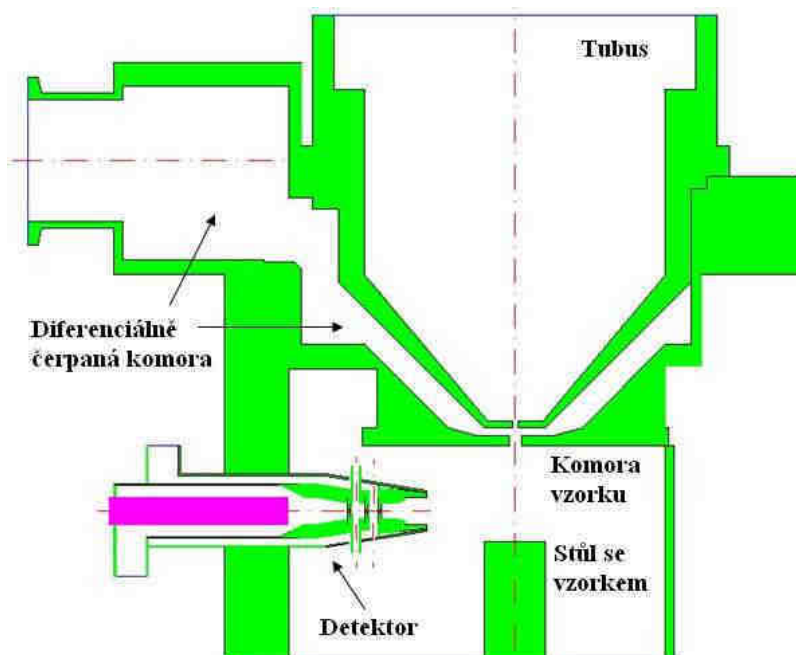 Tubus
Diferenciálně
čerpaná komora
Komora
vzorku
Stůl se
vzorkem
Detektor